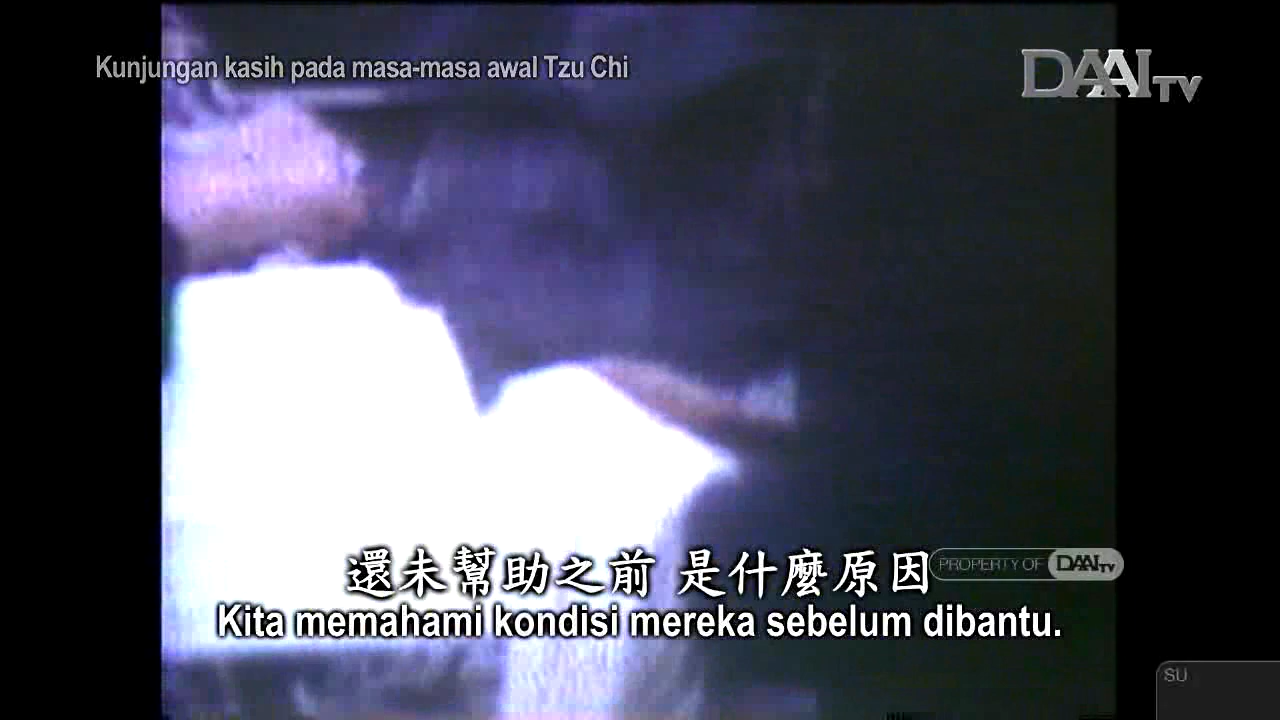 Kunjungan kasih pada masa-masa awal Tzu Chi
DAAI TV
還未幫助之前 是什麼原因
PROPERTY OF DAAI TV
Kita memahami kondisi mereka sebelum dibantu.
SU